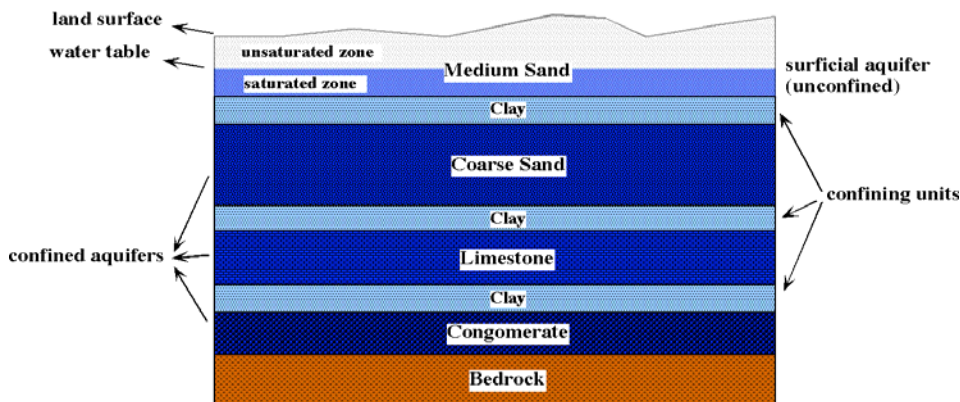 land surface
water table
unsaturated zone
Medium Sand
saturated zone
surficial aquifer
(unconfined)
Clay
Coarse Sand
confining units
Clay
confined aquifers
Limestone
Clay
Congomerate
Bedrock